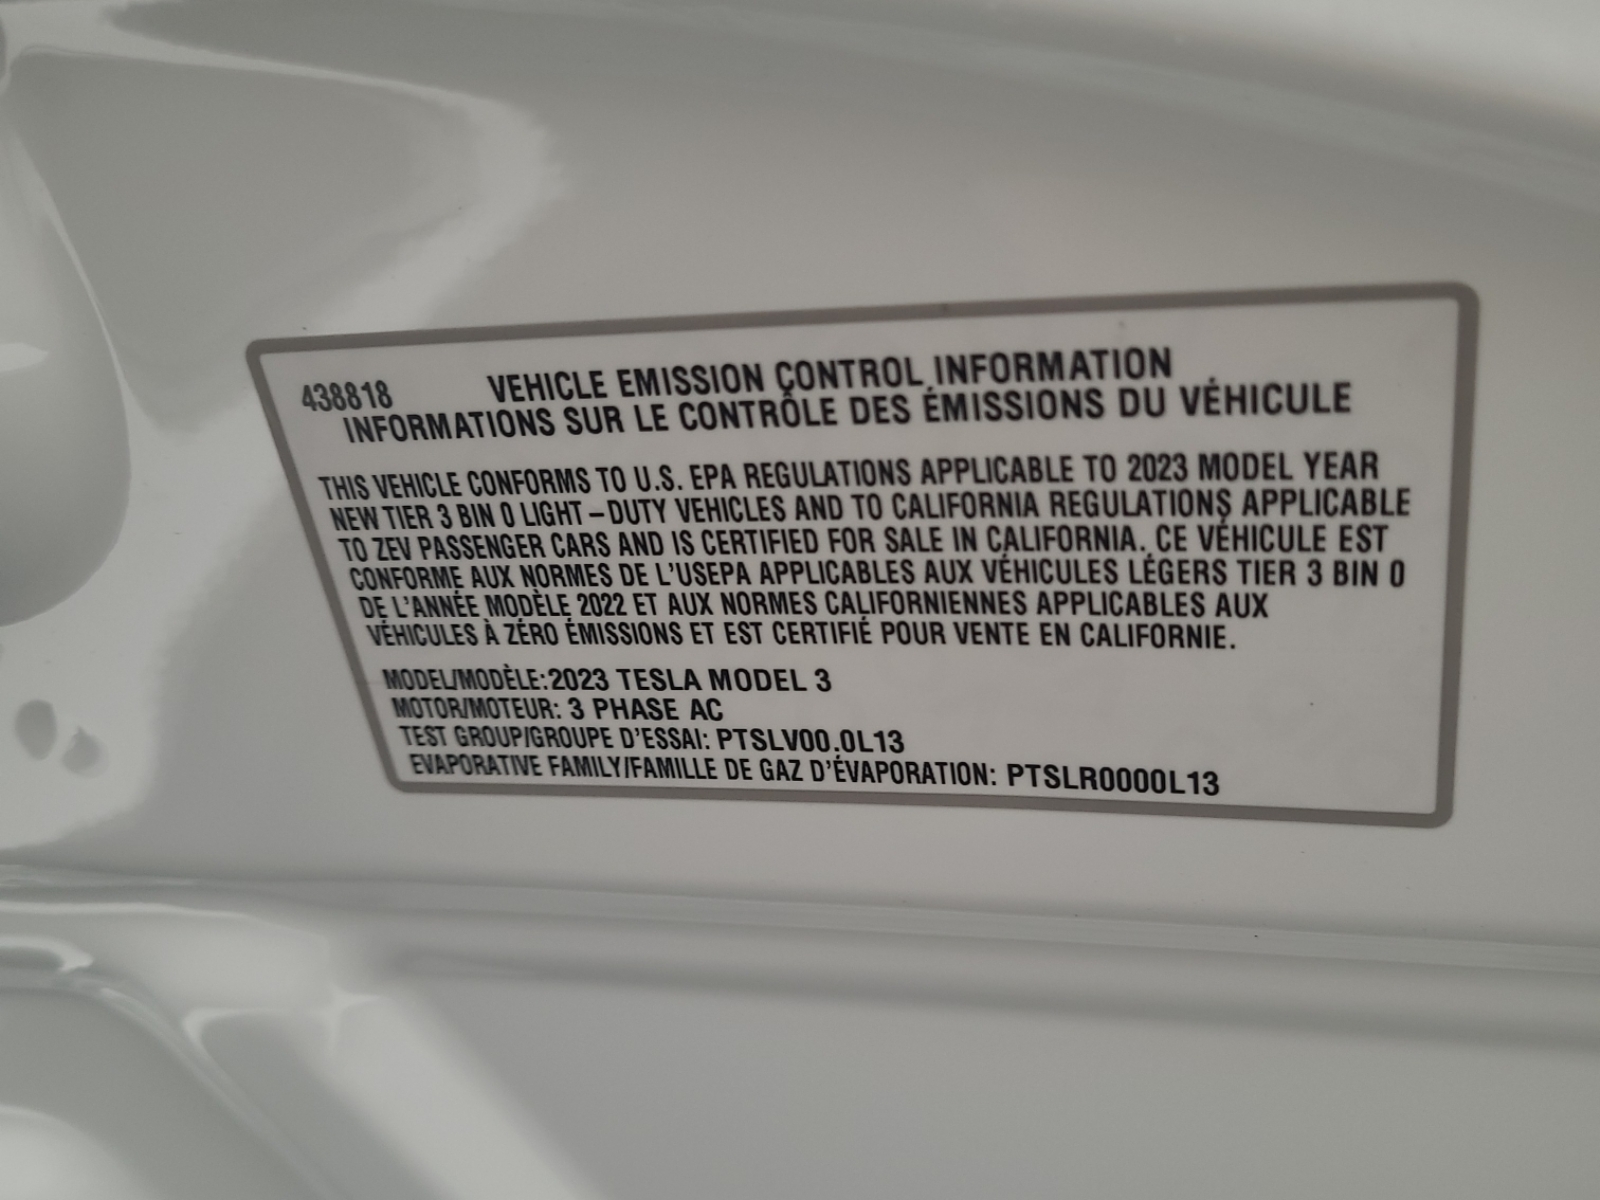 438818 VEHICLE EMISSION CONTROL INFORMATION
INFORMATIONS SUR LE CONTRÔLE DES ÉMISSIONS DU VÉHICULE
THIS VEHICLE CONFORMS TO U.S. EPA REGULATIONS APPLICABLE TO 2023 MODEL YEAR
NEW TIER 3 BIN 0 LIGHT – DUTY VEHICLES AND TO CALIFORNIA REGULATIONS APPLICABLE
TO ZEV PASSENGER CARS AND IS CERTIFIED FOR SALE IN CALIFORNIA. CE VÉHICULE EST
CONFORME AUX NORMES DE L'USEPA APPLICABLES AUX VÉHICULES LÉGERS TIER 3 BIN 0
DE L'ANNÉE MODÈLE 2022 ET AUX NORMES CALIFORNIENNES APPLICABLES AUX
VÉHICULES À ZÉRO ÉMISSIONS ET EST CERTIFIÉ POUR VENTE EN CALIFORNIE.
MODEL/MODÈLE:2023 TESLA MODEL 3
MOTOR/MOTEUR: 3 PHASE AC
TEST GROUP/GROUPE D'ESSAI: PTSLV00.0L13
EVAPORATIVE FAMILY/FAMILLE DE GAZ D'ÉVAPORATION: PTSLR0000L13